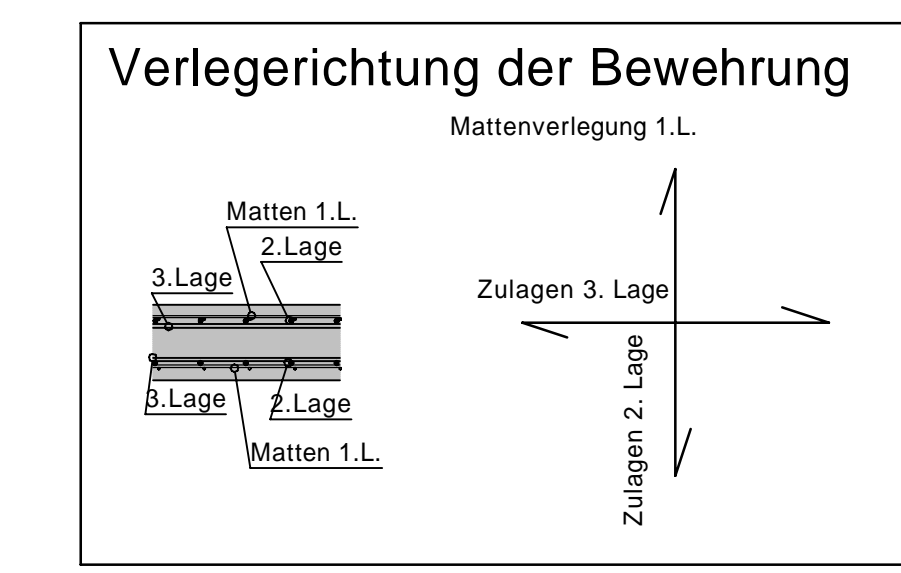 Verlegerichtung der Bewehrung
Mattenverlegung 1.L.
Matten 1.L.
2.Lage
3.Lage
Zulagen 3. Lage
Zulagen 2. Lage
3.Lage
2.Lage
Matten 1.L.